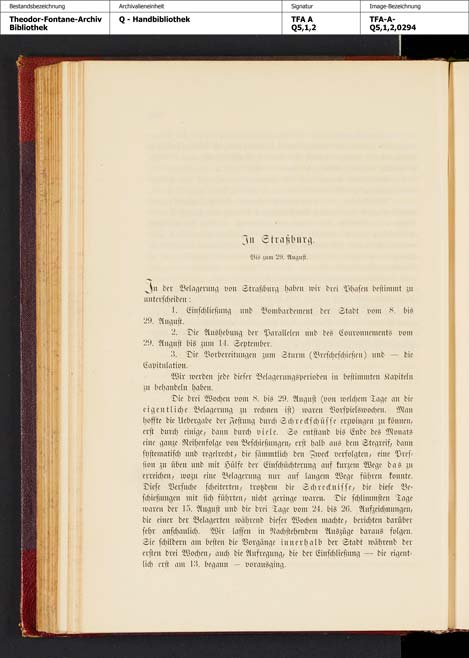 Bestandsbezeichnung
Archivalieneinheit
Signatur
Image-Bezeichnung
Theodor-Fontane-Archiv
Bibliothek
Q - Handbibliothek
TFA A
Q5,1,2
TFA-A-
Q5,1,2,0294
In Straßburg.
Bis zum 29. August.
In der Belagerung von Straßburg haben wir drei Phasen bestimmt zu
unterscheiden:
1. Einschließung und Bombardement der Stadt vom 8. bis
29. August.
2. Die Aushebung der Parallelen und des Couronnements vom
29. August bis zum 14. September.
3. Die Vorbereitungen zum Sturm (Brescheschießen) und — die
Capitulation.
Wir werden jede dieser Belagerungsperioden in bestimmten Kapiteln
zu behandeln haben.
Die drei Wochen vom 8. bis 29. August (von welchem Tage an die
eigentliche Belagerung zu rechnen ist) waren Vorspielswochen. Man
hoffte die Uebergabe der Festung durch Schreckschüsse erzwingen zu können,
erst durch einige, dann durch viele. So entstand bis Ende des Monats
eine ganze Reihenfolge von Beschießungen, erst halb aus dem Stegreif, dann
systematisch und regelrecht, die sämmtlich den Zweck verfolgten, eine Pres-
sion zu üben und mit Hülfe der Einschüchterung auf kurzem Wege das zu
erreichen, wozu eine Belagerung nur auf langem Wege führen konnte.
Diese Versuche scheiterten, trotzdem die Schrecknisse, die diese Be-
schießungen mit sich führten, nicht geringe waren. Die schlimmsten Tage
waren der 15. August und die drei Tage vom 24. bis 26. Aufzeichnungen,
die einer der Belagerten während dieser Wochen machte, berichten darüber
sehr anschaulich. Wir lassen in Nachstehendem Auszüge daraus folgen.
Sie schildern am besten die Vorgänge innerhalb der Stadt während der
ersten drei Wochen, auch die Aufregung, die der Einschließung — die eigent-
lich erst am 13. begann — vorausging.